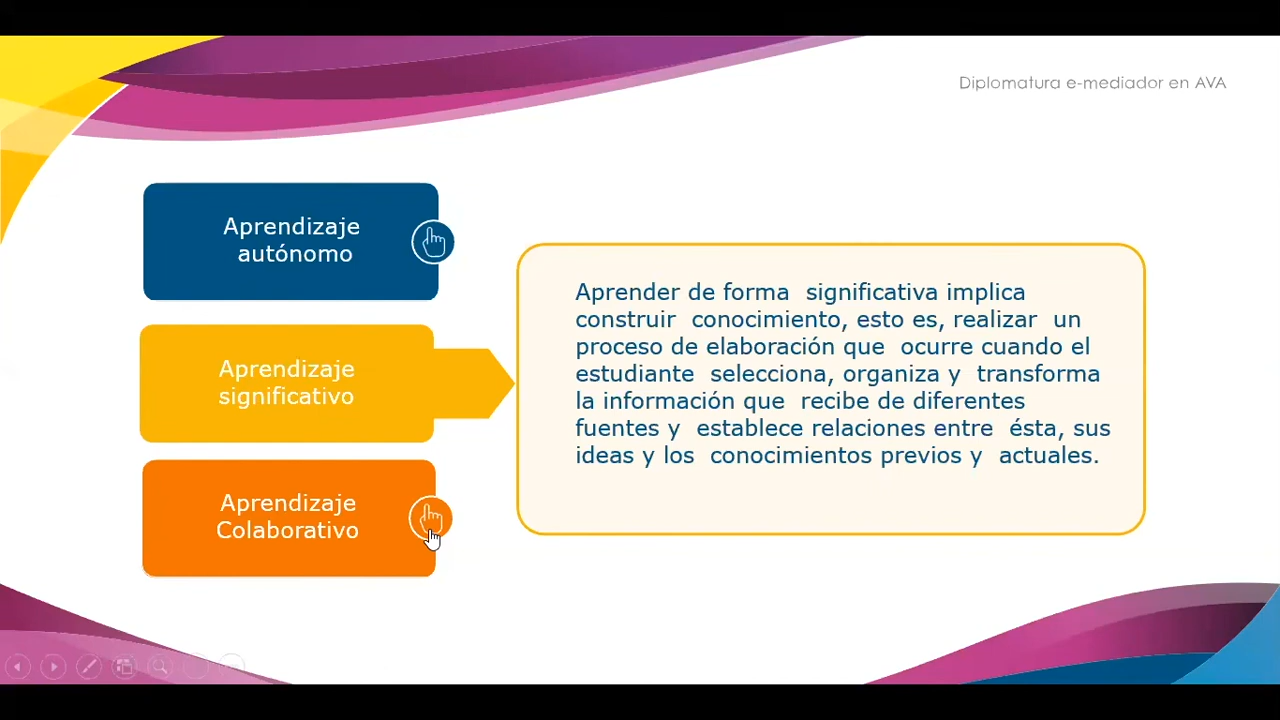 Diplomatura e-mediador en AVA
Aprendizaje
autónomo
Aprendizaje
significativo
Aprendizaje
Colaborativo
Aprender de forma significativa implica
construir conocimiento, esto es, realizar un
proceso de elaboración que ocurre cuando el
estudiante selecciona, organiza y transforma
la información que recibe de diferentes
fuentes y establece relaciones entre ésta, sus
ideas y los conocimientos previos y actuales.